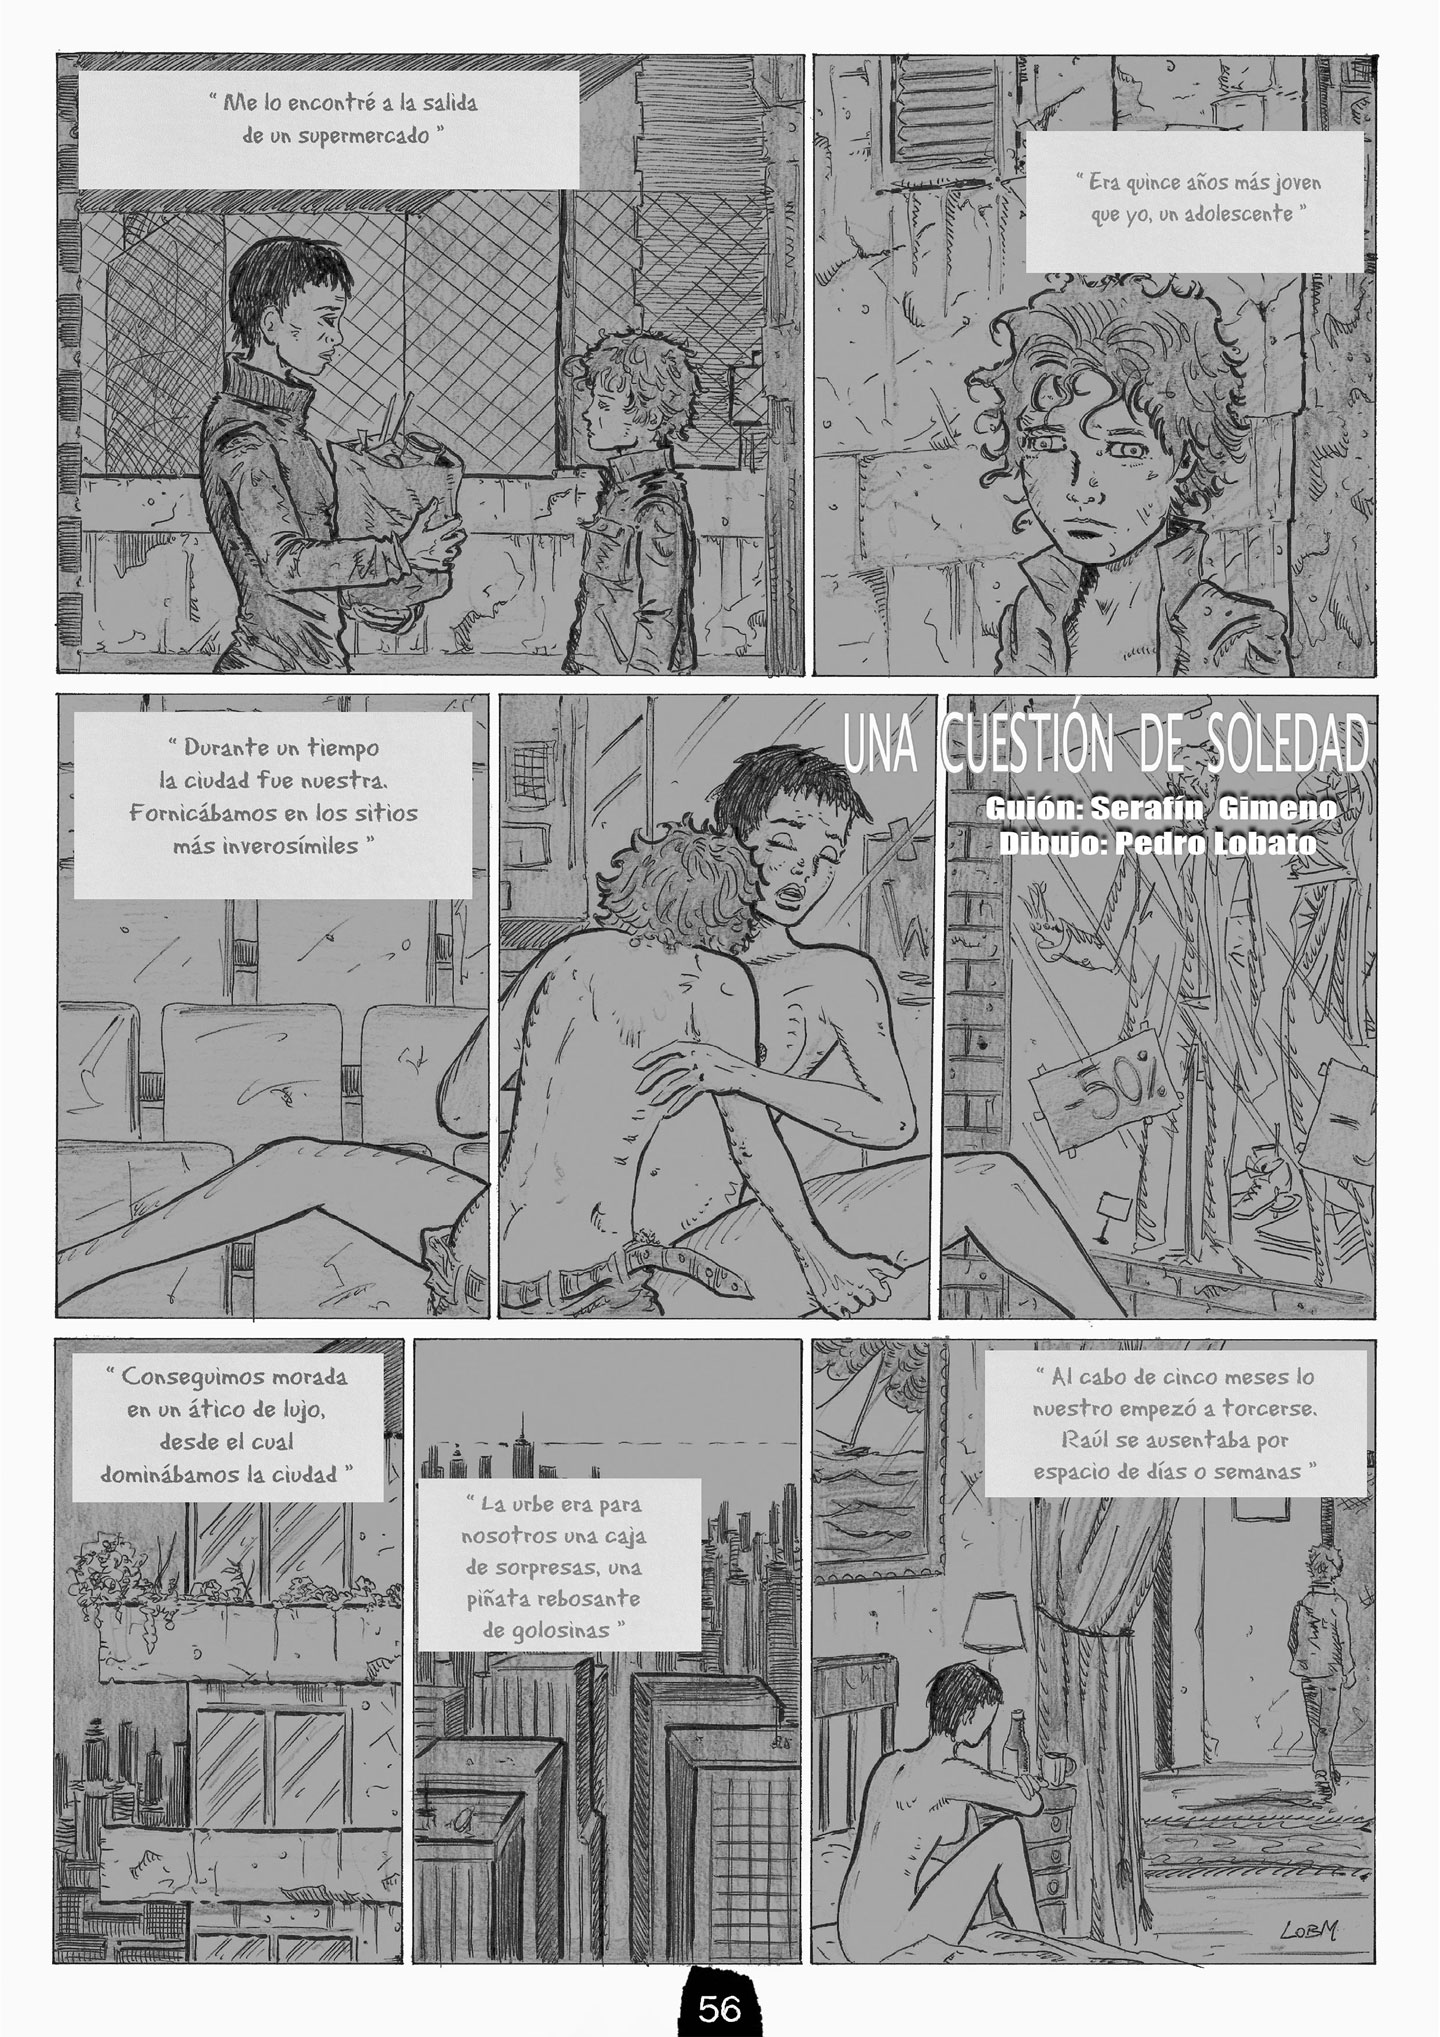 “ Me lo encontré a la salida
de un supermercado ”
“ Era quince años más joven
que yo, un adolescente ”
“ Durante un tiempo
la ciudad fue nuestra.
Fornicábamos en los sitios
más inverosímiles ”
UNA CUESTIÓN DE SOLEDAD
Guión: Serafín Gimeno
Dibujo: Pedro Lobato
-50%
“ Conseguimos morada
en un ático de lujo,
desde el cual
dominábamos la ciudad ”
“ La urbe era para
nosotros una caja
de sorpresas, una
piñata rebosante
de golosinas ”
“ Al cabo de cinco meses lo
nuestro empezó a torcerse.
Raúl se ausentaba por
espacio de días o semanas ”
LOBM
56